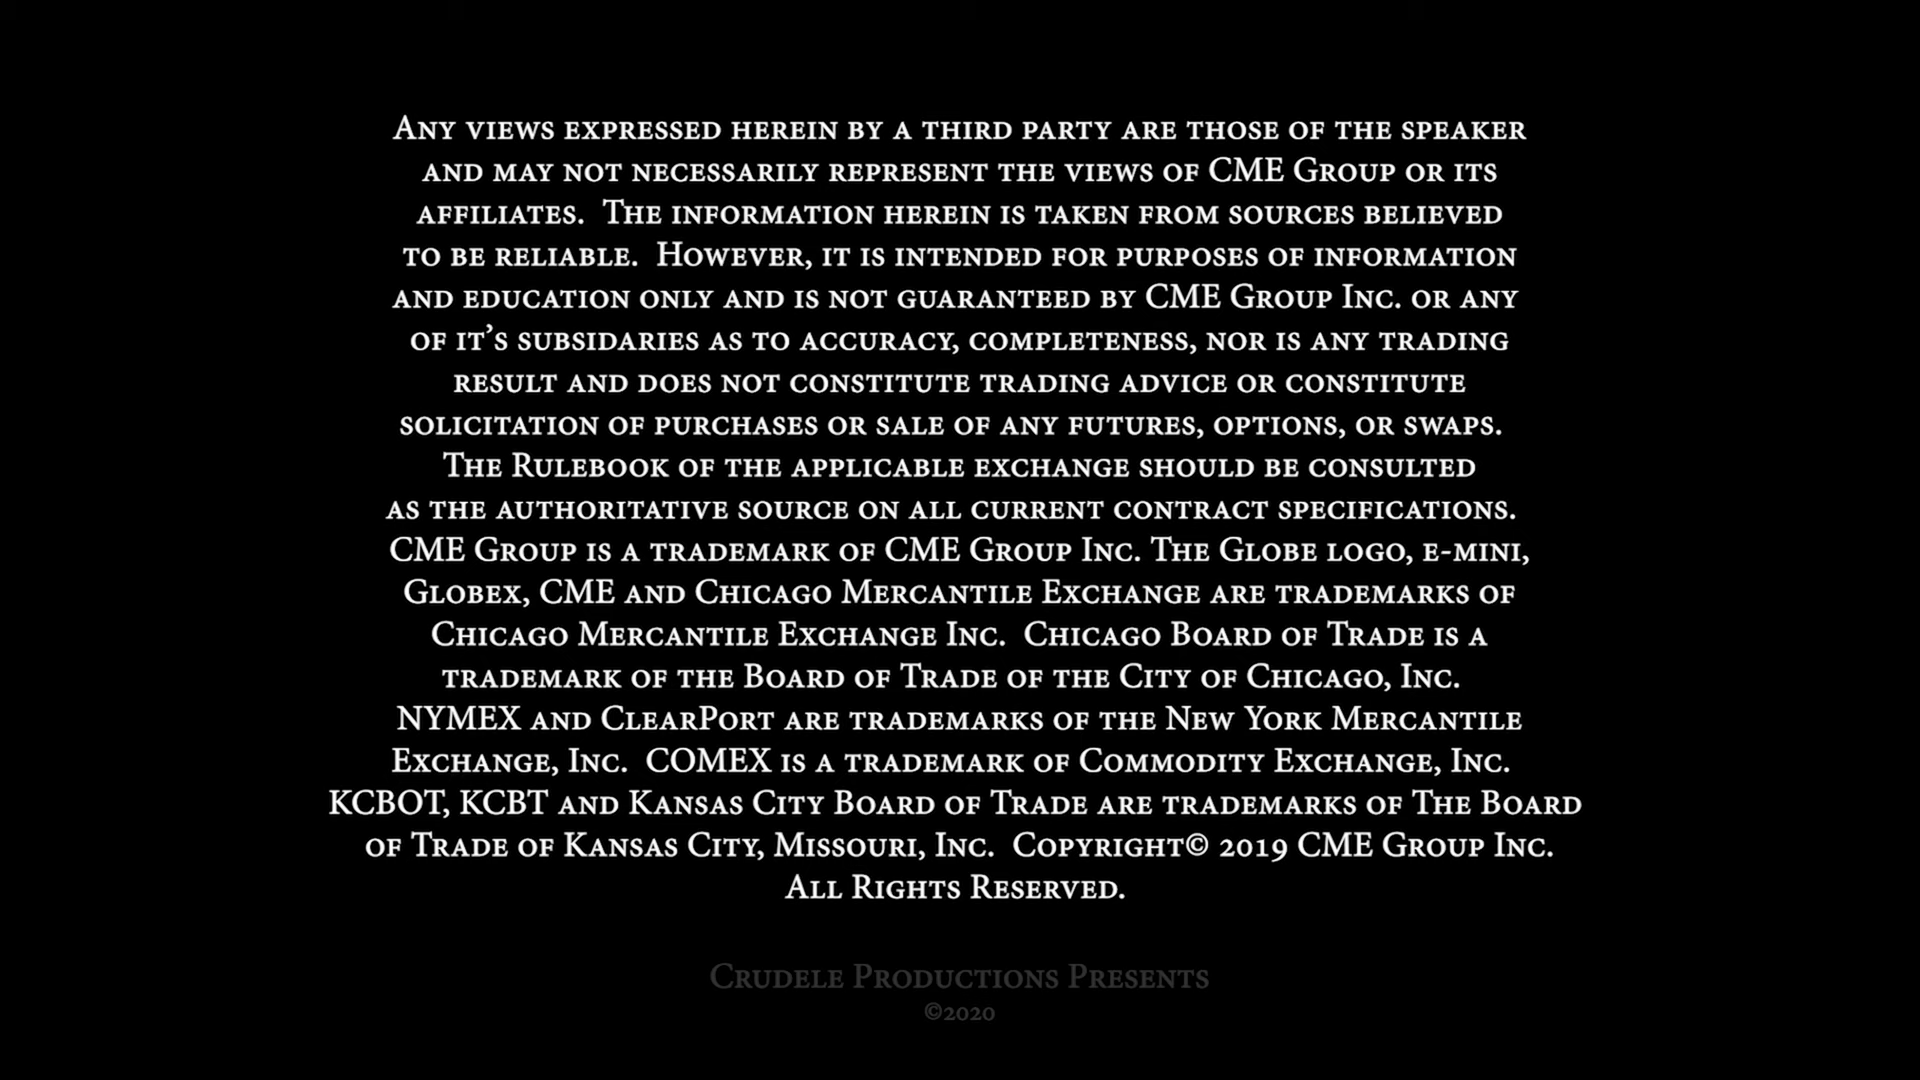 Any views expressed herein by a third party are those of the speaker
and may not necessarily represent the views of CME Group or its
affiliates.  The information herein is taken from sources believed
to be reliable.  However, it is intended for purposes of information
and education only and is not guaranteed by CME Group Inc. or any
of it’s subsidaries as to accuracy, completeness, nor is any trading
result and does not constitute trading advice or constitute
solicitation of purchases or sale of any futures, options, or swaps.
The Rulebook of the applicable exchange should be consulted
as the authoritative source on all current contract specifications.
CME Group is a trademark of CME Group Inc. The Globe logo, e-mini,
Globex, CME and Chicago Mercantile Exchange are trademarks of
Chicago Mercantile Exchange Inc.  Chicago Board of Trade is a
trademark of the Board of Trade of the City of Chicago, Inc.
NYMEX and ClearPort are trademarks of the New York Mercantile
Exchange, Inc.  COMEX is a trademark of Commodity Exchange, Inc.
KCBOT, KCBT and Kansas City Board of Trade are trademarks of The Board
of Trade of Kansas City, Missouri, Inc.  Copyright© 2019 CME Group Inc.
All Rights Reserved.
Crudele Productions Presents
©2020